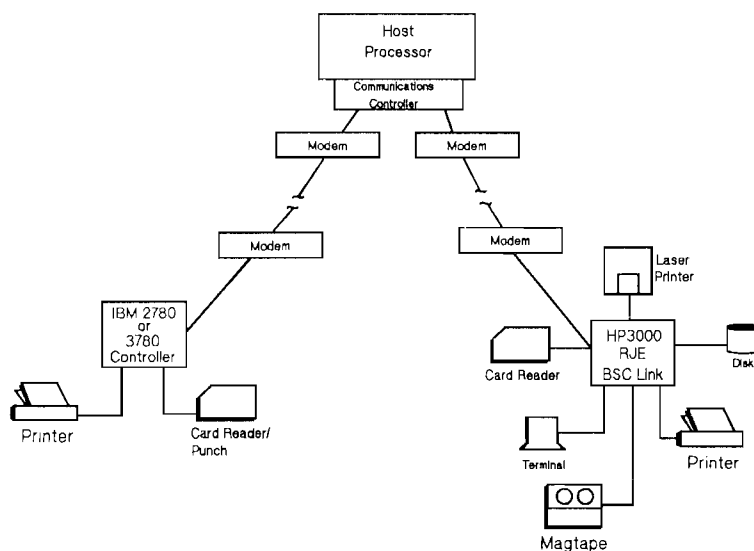 Host
Processor
Communications
Controller
Modem
Modem
Modem
Modem
Laser
Printer
IBM 2780
or
3780
Controller
HP3000
RJE
BSC Link
Card Reader
Disk
Printer
Card Reader/
Punch
Terminal
Printer
Magtape